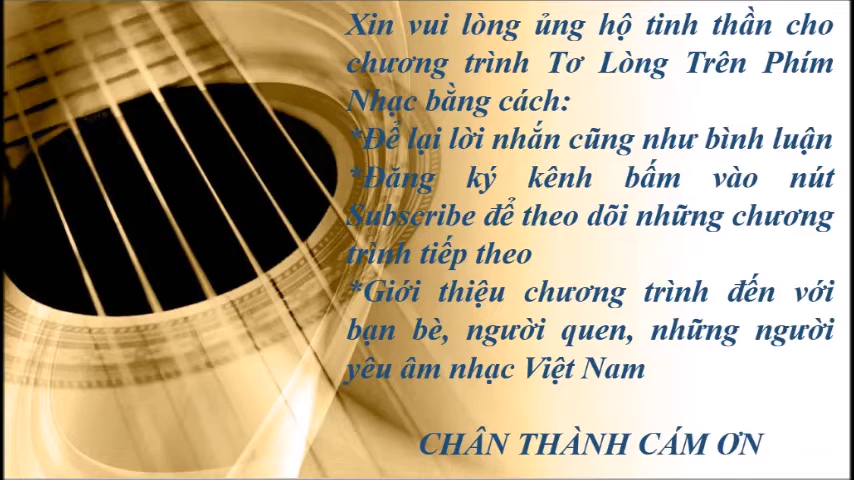 Xin vui lòng ủng hộ tinh thần cho
chương trình Tơ Lòng Trên Phím
Nhạc bằng cách:
*Để lại lời nhắn cũng như bình luận
*Đăng ký kênh bấm vào nút
Subscribe để theo dõi những chương
trình tiếp theo
*Giới thiệu chương trình đến với
bạn bè, người quen, những người
yêu âm nhạc Việt Nam
CHÂN THÀNH CÁM ƠN